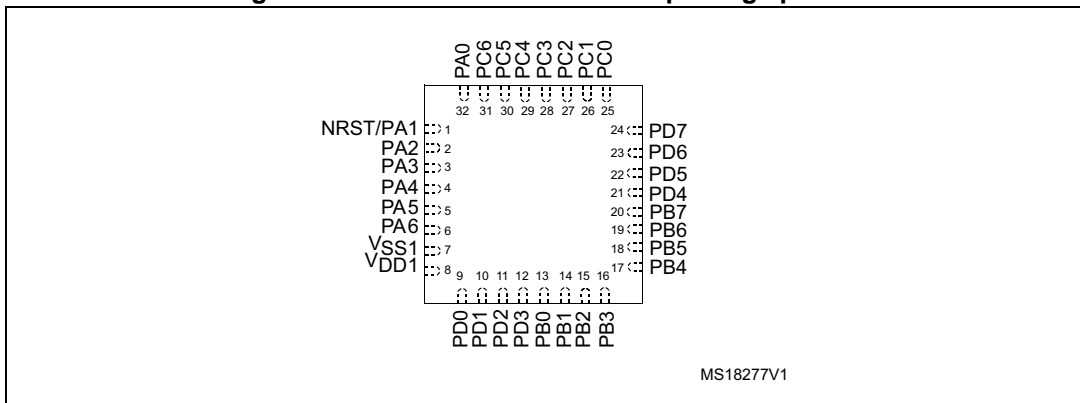 PA0 PC6 PC5 PC4 PC3 PC2 PC1 PC0
32 31 30 29 28 27 26 25
NRST/PA1 1
PA2 2
PA3 3
PA4 4
PA5 5
PA6 6
VSS1 7
VDD1 8
24 PD7
23 PD6
22 PD5
21 PD4
20 PB7
19 PB6
18 PB5
17 PB4
9 10 11 12 13 14 15 16
PD0 PD1 PD2 PD3 PB0 PB1 PB2 PB3
MS18277V1